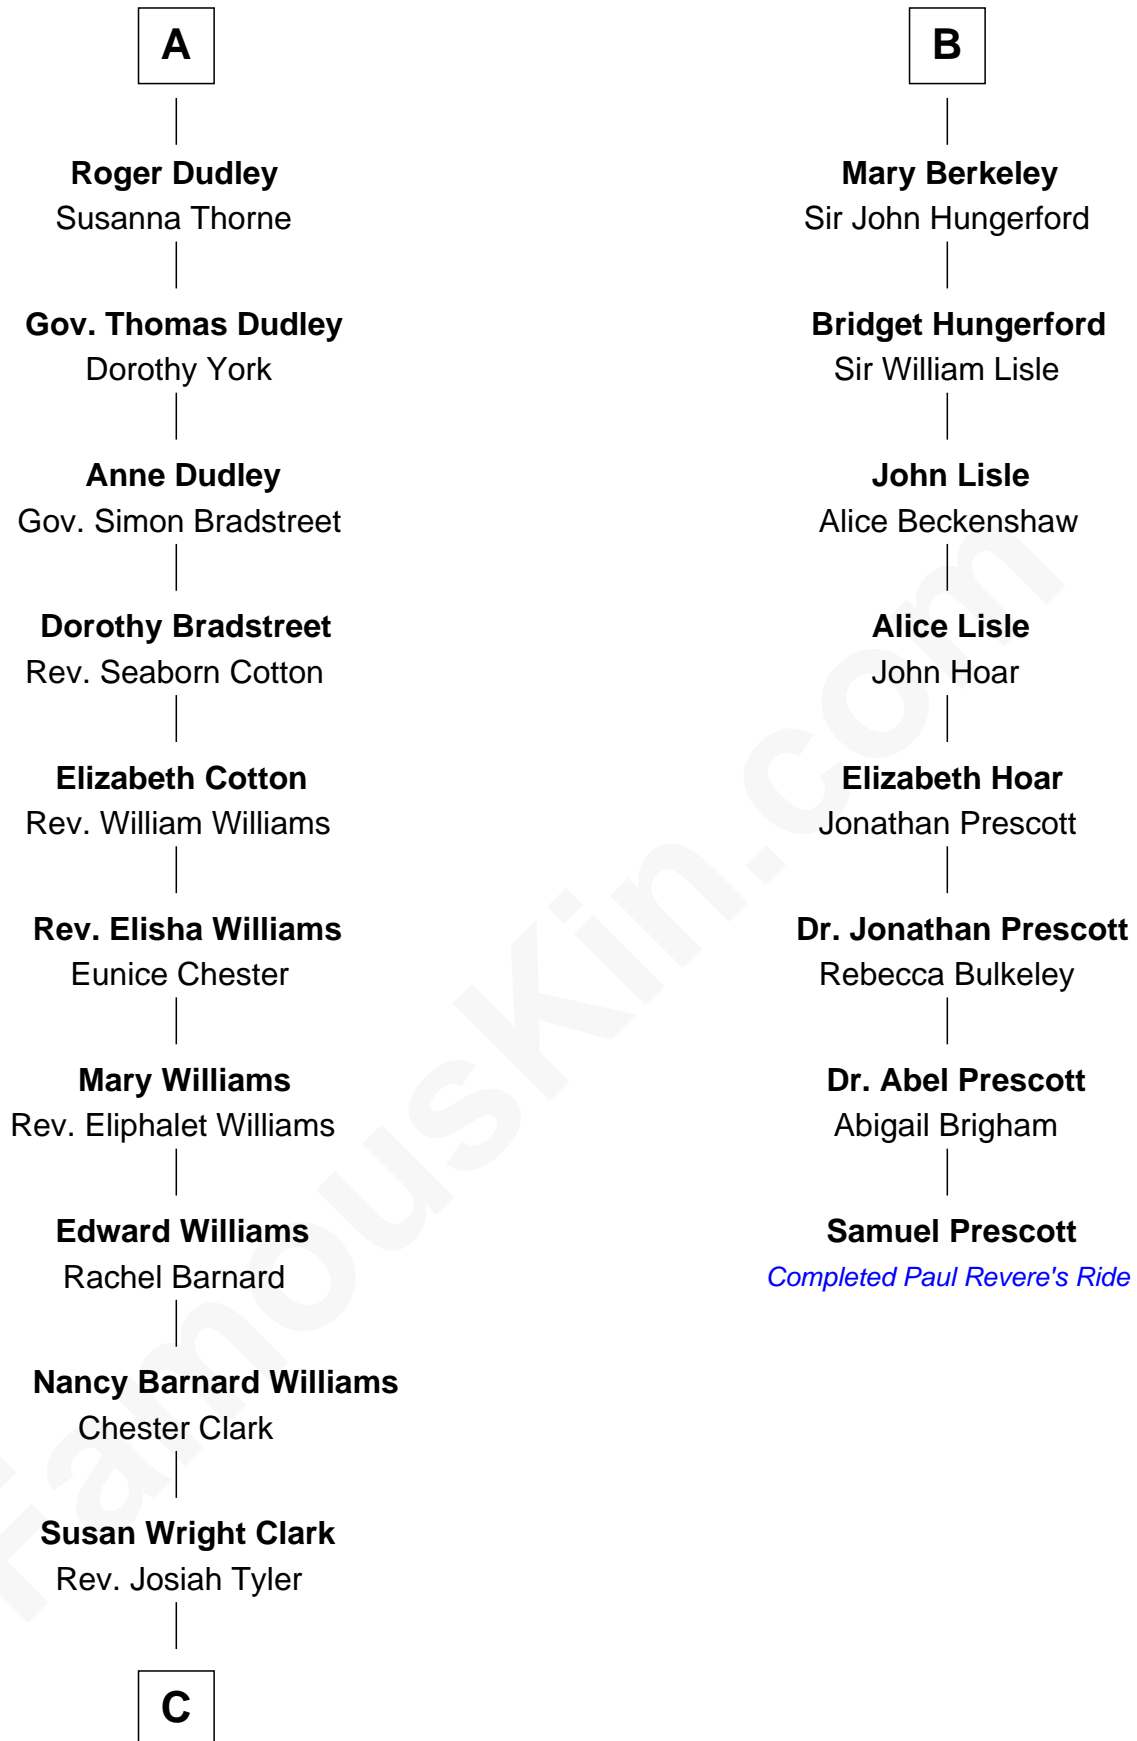 A
Roger Dudley
Susanna Thorne
Gov. Thomas Dudley
Dorothy York
Anne Dudley
Gov. Simon Bradstreet
Dorothy Bradstreet
Rev. Seaborn Cotton
Elizabeth Cotton
Rev. William Williams
Rev. Elisha Williams
Eunice Chester
Mary Williams
Rev. Eliphalet Williams
Edward Williams
Rachel Barnard
Nancy Barnard Williams
Chester Clark
Susan Wright Clark
Rev. Josiah Tyler
C
B
Mary Berkeley
Sir John Hungerford
Bridget Hungerford
Sir William Lisle
John Lisle
Alice Beckenshaw
Alice Lisle
John Hoar
Elizabeth Hoar
Jonathan Prescott
Dr. Jonathan Prescott
Rebecca Bulkeley
Dr. Abel Prescott
Abigail Brigham
Samuel Prescott
Completed Paul Revere's Ride
FamousKin.com